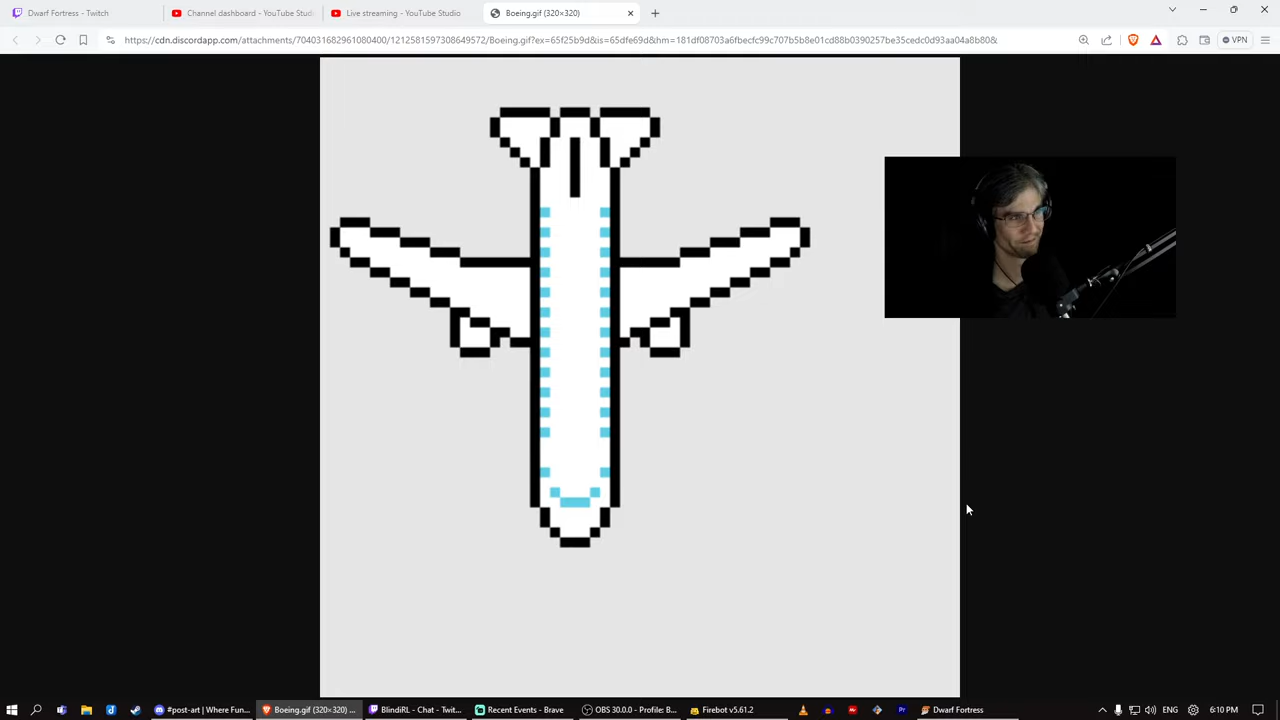 Dwarf Fortress - Twitch
Channel dashboard - YouTube Studi
Live streaming - YouTube Studio
Boeing.gif (320×320)
https://cdn.discordapp.com/attachments/704031682961080400/1212581597308649572/Boeing.gif?ex=65f25b9d&is=65dfe69d&hm=181df08703a6fbecfc99c707b5b8e01cd88b0390257be35cedc0d93aa04a8b80&
VPN
#post-art | Where Fun...
Boeing.gif (320×320) ...
BlindiRL - Chat - Twit...
Recent Events - Brave
OBS 30.0.0 - Profile: B...
Firebot v5.61.2
Dwarf Fortress
ENG
6:10 PM